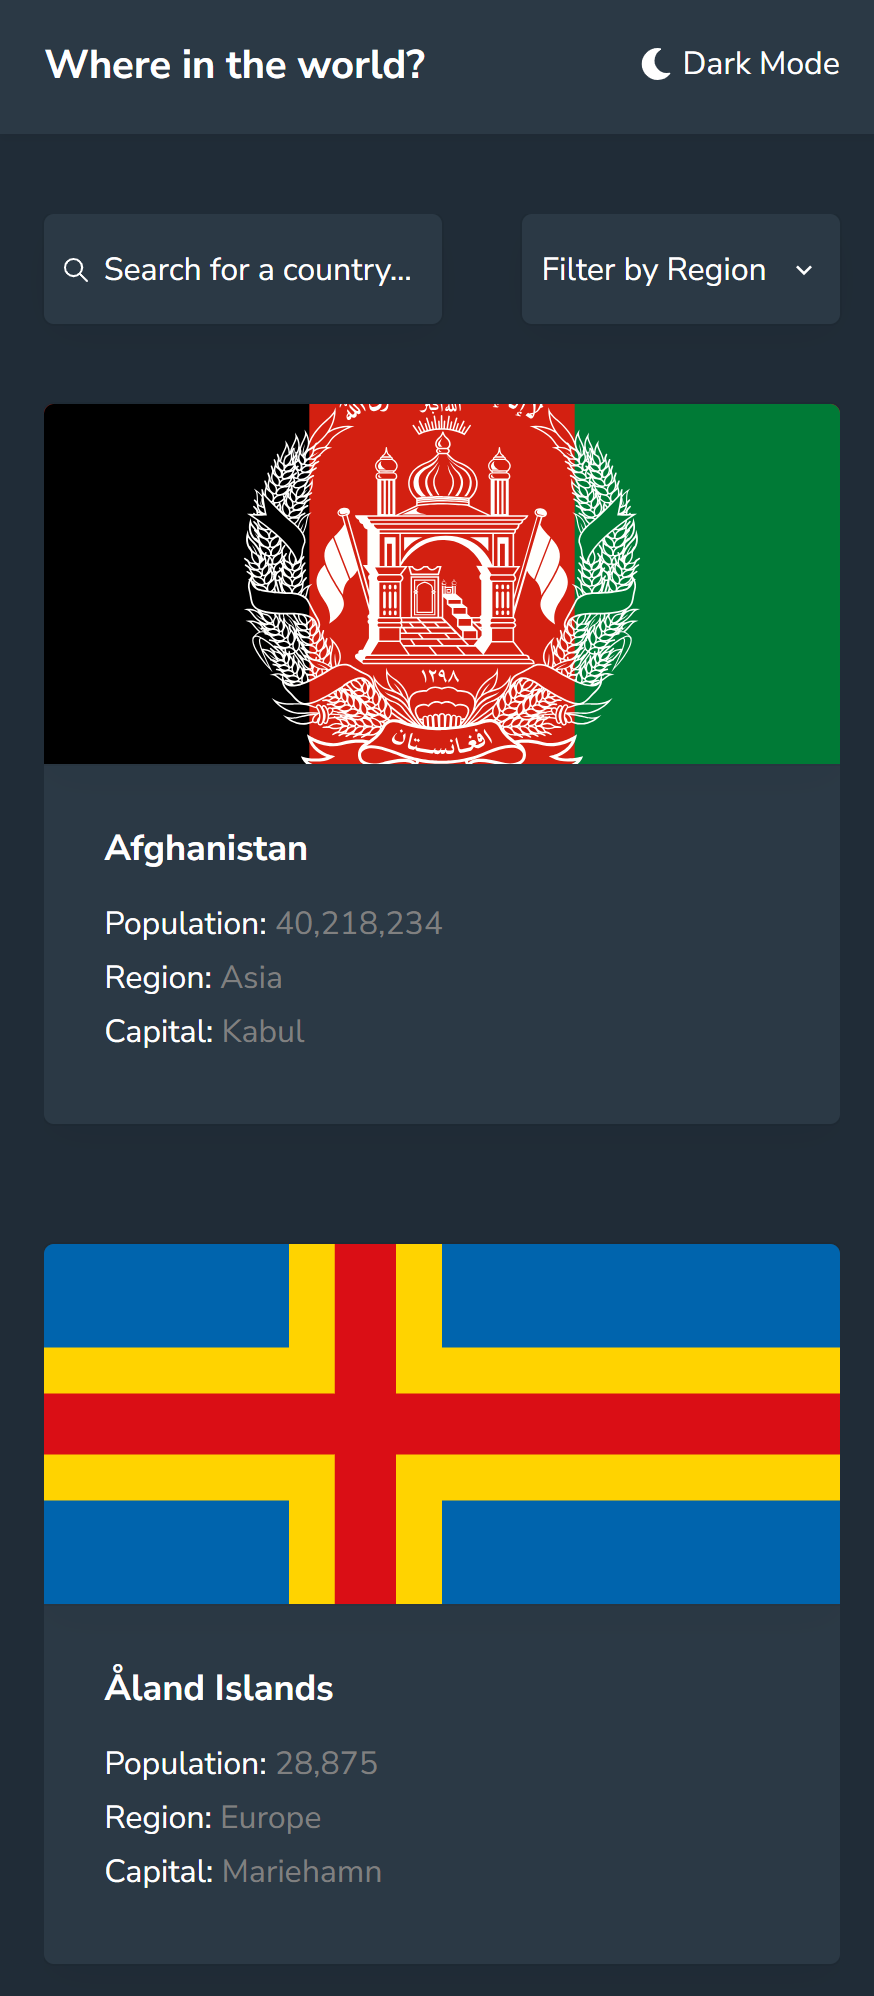 Where in the world?
Dark Mode
Search for a country...
Filter by Region
١٢٩٨
افغانستان
Afghanistan
Population: 40,218,234
Region: Asia
Capital: Kabul
Åland Islands
Population: 28,875
Region: Europe
Capital: Mariehamn